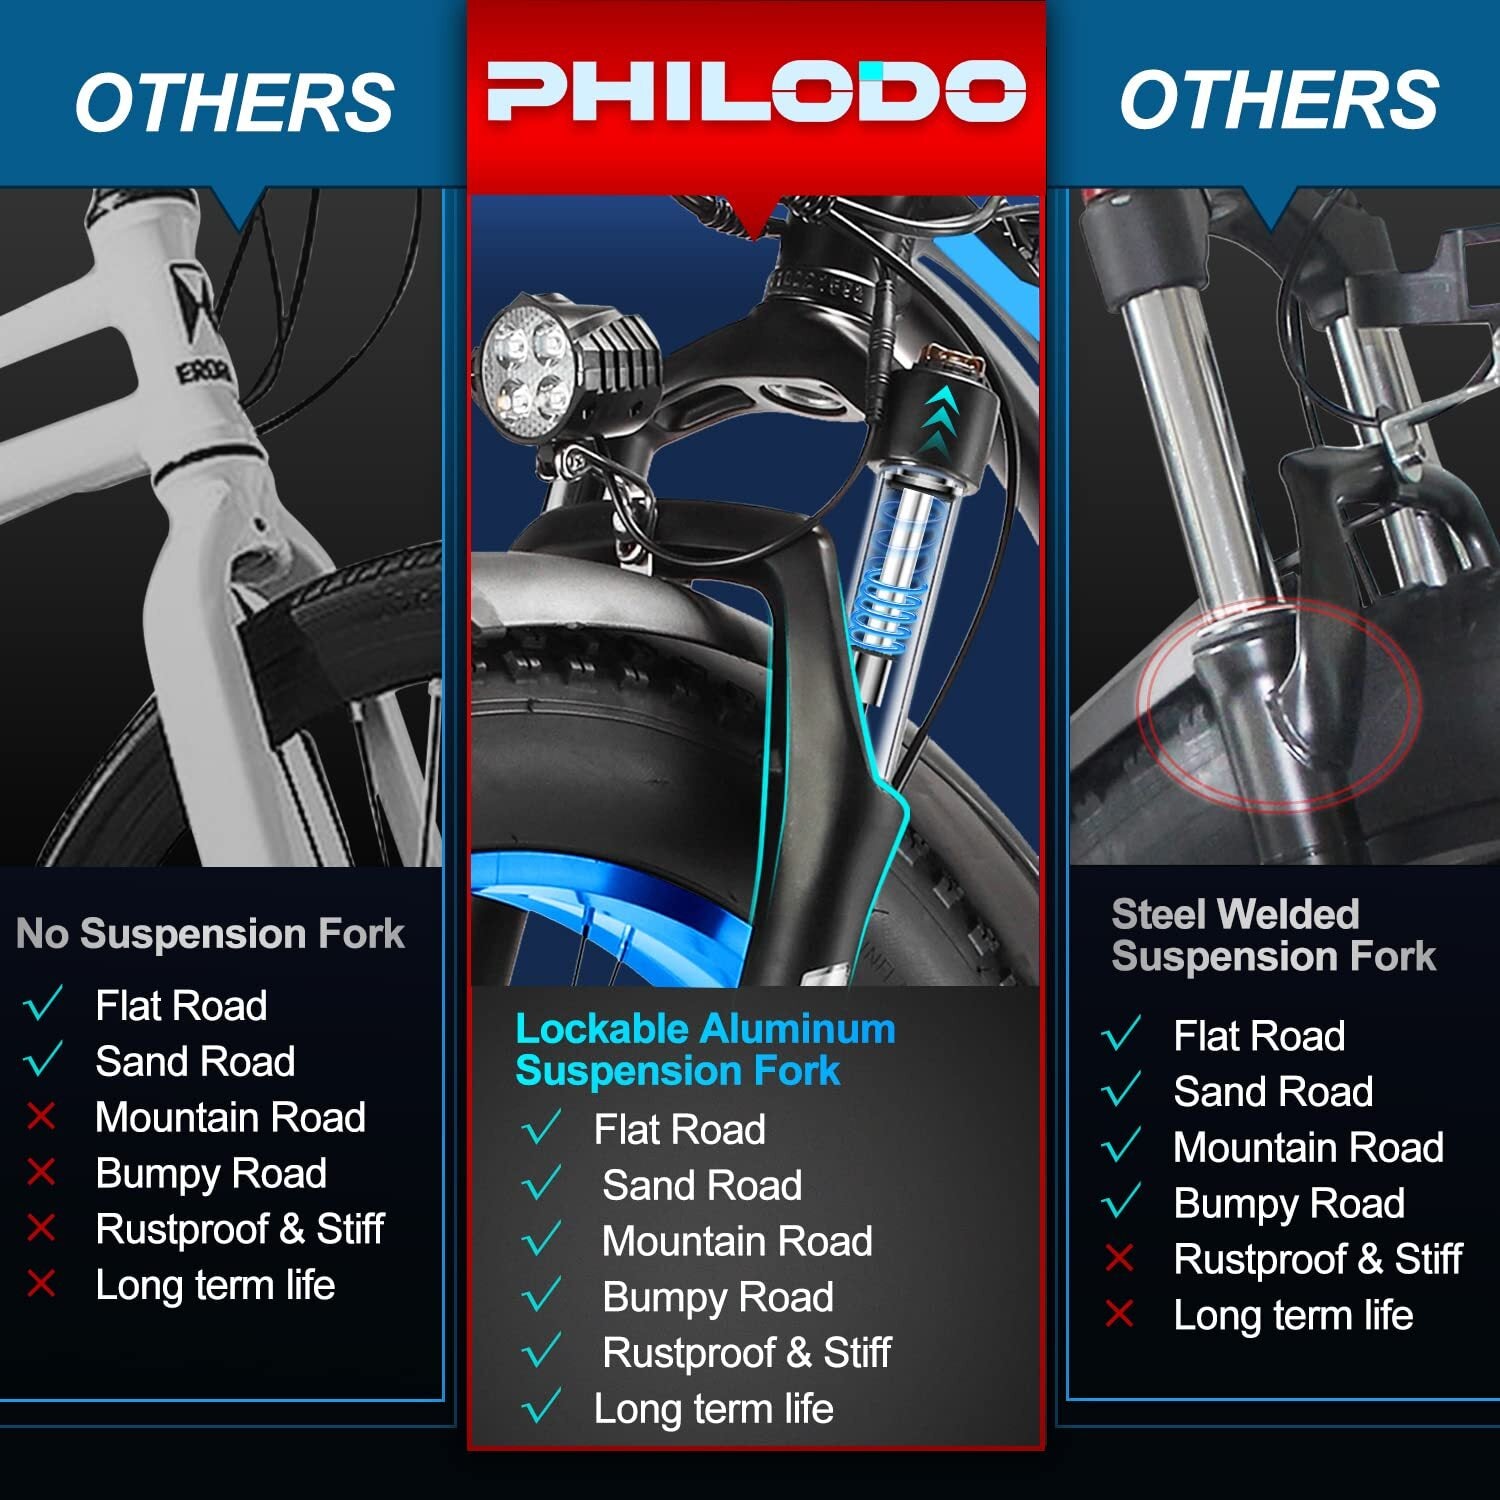 OTHERS
PHILODO
OTHERS
No Suspension Fork
Flat Road
Sand Road
Mountain Road
Bumpy Road
Rustproof & Stiff
Long term life
Lockable Aluminum
Suspension Fork
Flat Road
Sand Road
Mountain Road
Bumpy Road
Rustproof & Stiff
Long term life
Steel Welded
Suspension Fork
Flat Road
Sand Road
Mountain Road
Bumpy Road
Rustproof & Stiff
Long term life